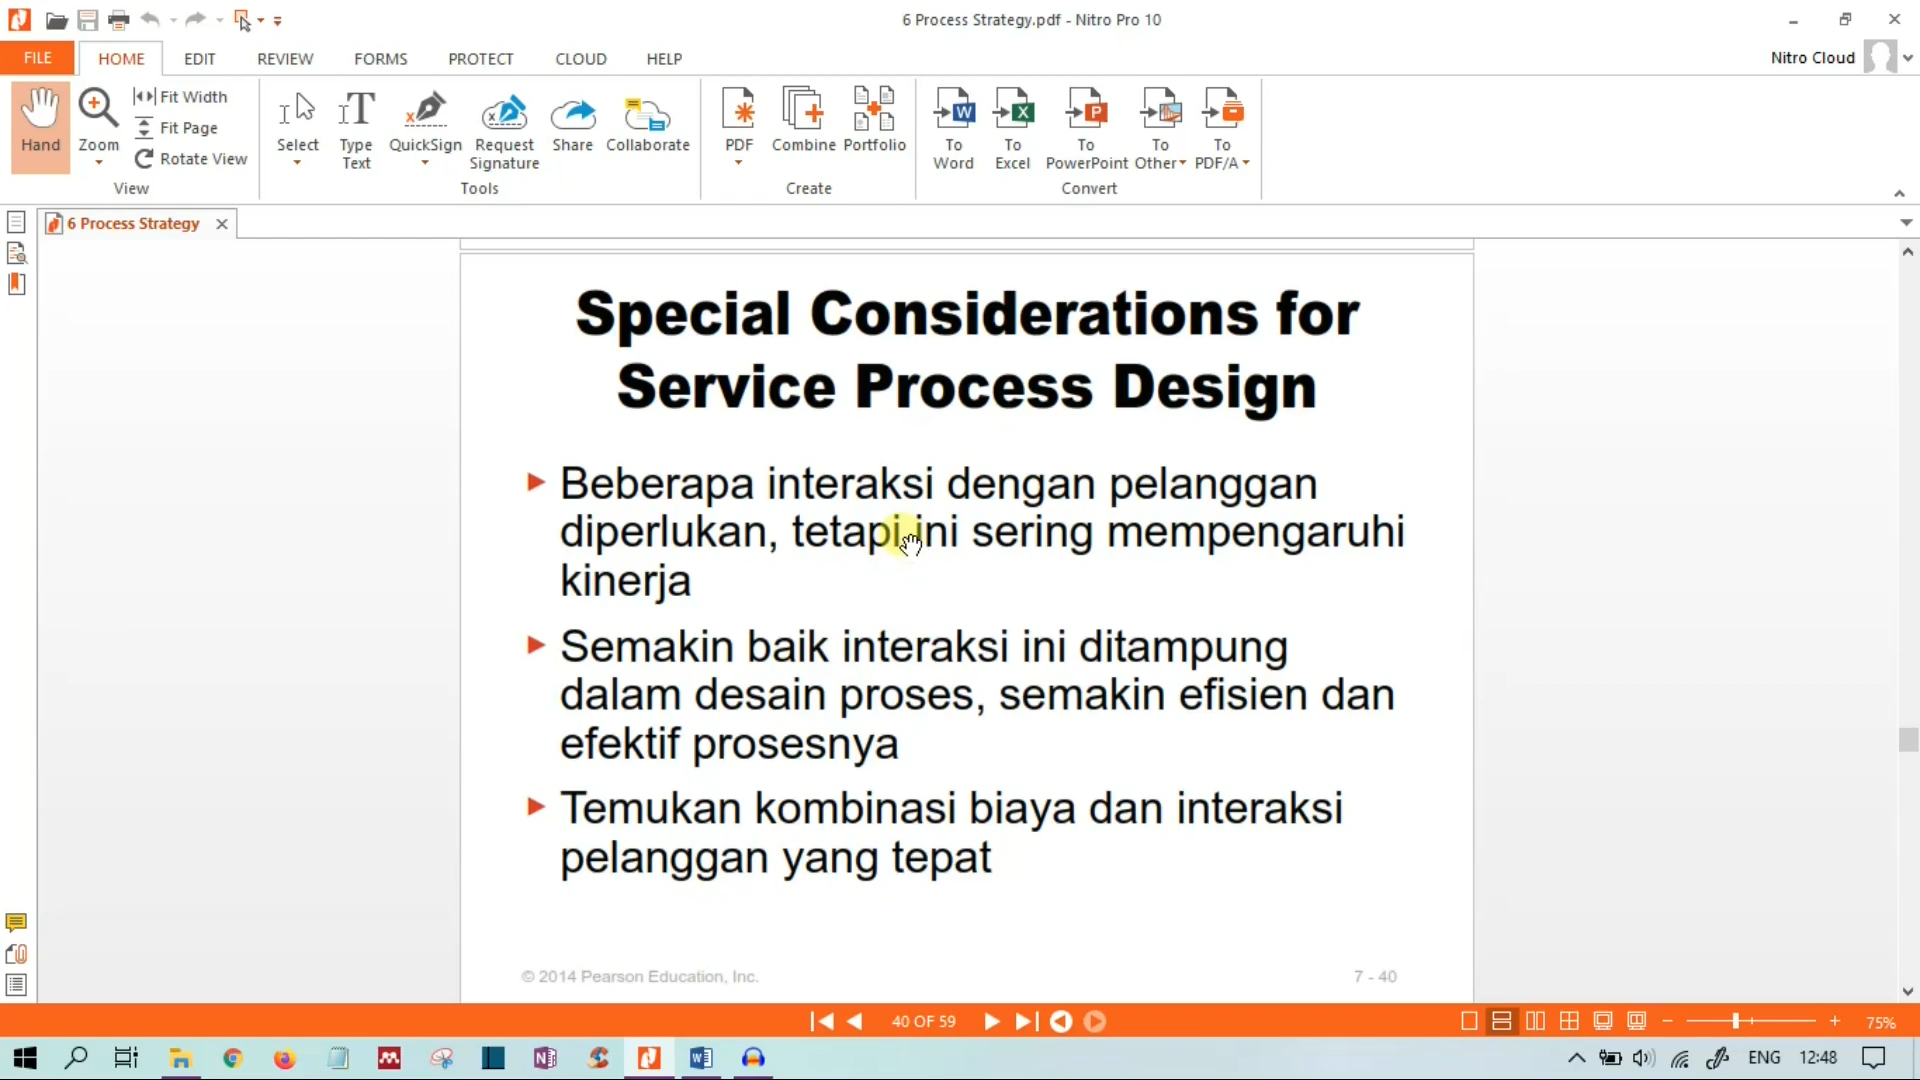 6 Process Strategy.pdf - Nitro Pro 10
FILE
HOME
EDIT
REVIEW
FORMS
PROTECT
CLOUD
HELP
Nitro Cloud
Hand
Zoom
Fit Width
Fit Page
Rotate View
View
Select
Type
Text
QuickSign
Request
Signature
Share
Collaborate
Tools
PDF
Combine
Portfolio
Create
To
Word
To
Excel
To
PowerPoint
To
Other
To
PDF/A
Convert
6 Process Strategy
Special Considerations for
Service Process Design
Beberapa interaksi dengan pelanggan
diperlukan, tetapi ini sering mempengaruhi
kinerja
Semakin baik interaksi ini ditampung
dalam desain proses, semakin efisien dan
efektif prosesnya
Temukan kombinasi biaya dan interaksi
pelanggan yang tepat
© 2014 Pearson Education, Inc.
7 - 40
40 OF 59
75%
ENG
12:48